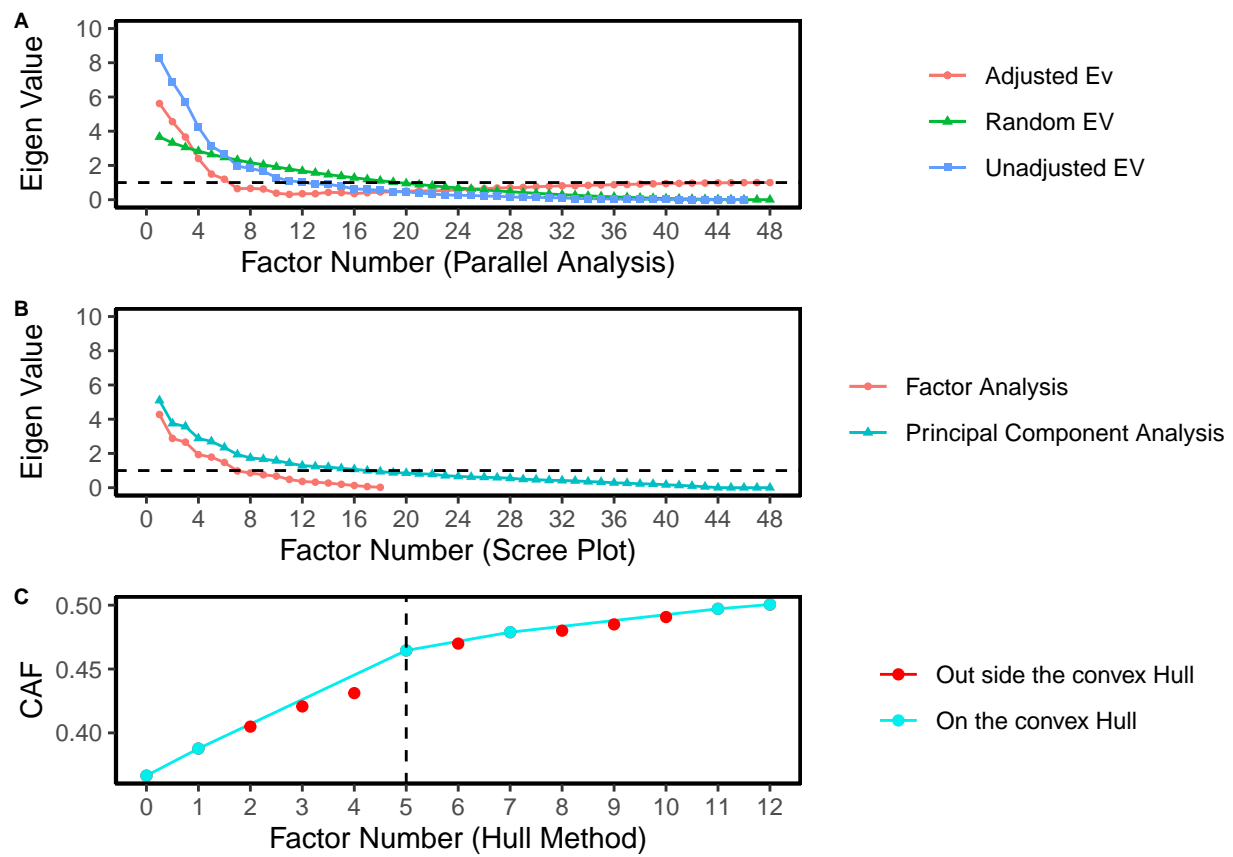 A
Eigen Value
10
8
6
4
2
0
0 4 8 12 16 20 24 28 32 36 40 44 48
Factor Number (Parallel Analysis)
Adjusted Ev
Random EV
Unadjusted EV
B
Eigen Value
10
8
6
4
2
0
0 4 8 12 16 20 24 28 32 36 40 44 48
Factor Number (Scree Plot)
Factor Analysis
Principal Component Analysis
C
CAF
0.50
0.45
0.40
0 1 2 3 4 5 6 7 8 9 10 11 12
Factor Number (Hull Method)
Out side the convex Hull
On the convex Hull